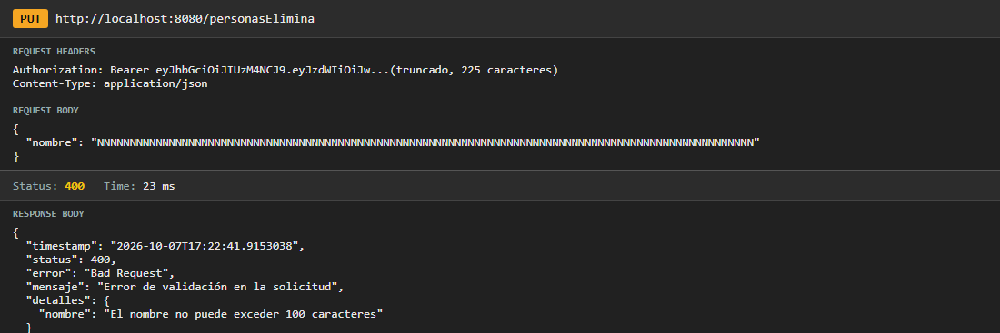 PUT http://localhost:8080/personasElimina
REQUEST HEADERS
Authorization: Bearer eyJhbGciOiJIUzM4NCJ9.eyJzdWIiOiJw...(truncado, 225 caracteres)
Content-Type: application/json
REQUEST BODY
{
  "nombre": "NNNNNNNNNNNNNNNNNNNNNNNNNNNNNNNNNNNNNNNNNNNNNNNNNNNNNNNNNNNNNNNNNNNNNNNNNNNNNNNNNNNNNNNNNNNNNNNNNNNNN"
}
Status: 400 Time: 23 ms
RESPONSE BODY
{
  "timestamp": "2026-10-07T17:22:41.9153038",
  "status": 400,
  "error": "Bad Request",
  "mensaje": "Error de validación en la solicitud",
  "detalles": {
    "nombre": "El nombre no puede exceder 100 caracteres"
  }